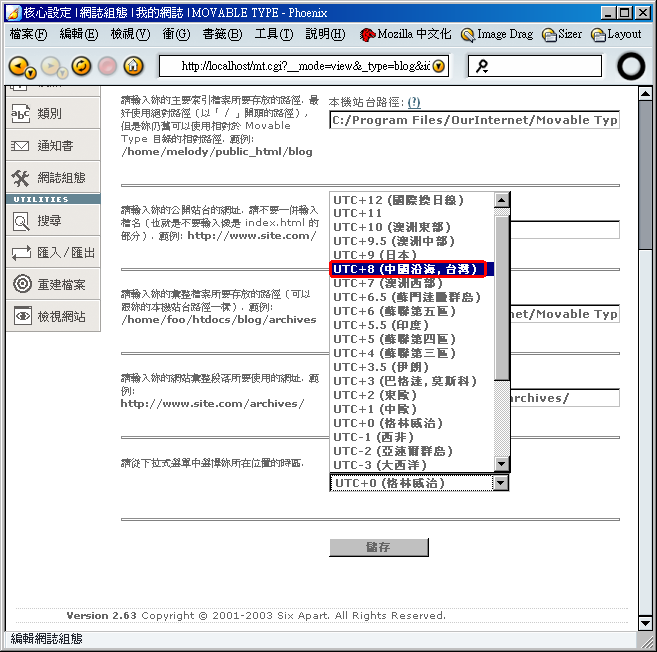 核心設定 | 網誌組態 | 我的網誌 | MOVABLE TYPE - Phoenix
檔案(F) 編輯(E) 檢視(V) 衝(G) 書籤(B) 工具(T) 說明(H) Mozilla 中文化 Image Drag Sizer Layout
http://localhost/mt.cgi?__mode=view&_type=blog&id
類別
通知書
網誌組態
UTILITIES
搜尋
匯入/匯出
重建檔案
檢視網站
請輸入妳的主要索引檔案所要存放的路徑. 最
好使用絕對路徑 (以「/」開頭的路徑),
但是妳仍舊可以使用相對於 Movable
Type 目錄的相對路徑. 範例:
/home/melody/public_html/blog
本機站台路徑: (?)
C:/Program Files/OurInternet/Movable Typ
請輸入妳的公開站台的網址. 請不要一併輸入
檔名 (也就是不要輸入像是 index.html 的
部分). 範例: http://www.site.com/
請輸入妳的彙整檔案所要存放的路徑 (可以
跟妳的本機站台路徑一樣). 範例:
/home/foo/htdocs/blog/archives
net/Movable Typ
請輸入妳的網站彙整段落所要使用的網址. 範
例:
http://www.site.com/archives/
archives/
請從下拉式選單中選擇妳所在位置的時區.
UTC+12 (國際換日線)
UTC+11
UTC+10 (澳洲東部)
UTC+9.5 (澳洲中部)
UTC+9 (日本)
UTC+8 (中國沿海, 台灣)
UTC+7 (澳洲西部)
UTC+6.5 (蘇門達臘群島)
UTC+6 (蘇聯第五區)
UTC+5.5 (印度)
UTC+5 (蘇聯第四區)
UTC+4 (蘇聯第三區)
UTC+3.5 (伊朗)
UTC+3 (巴格達, 莫斯科)
UTC+2 (東歐)
UTC+1 (中歐)
UTC+0 (格林威治)
UTC-1 (西非)
UTC-2 (亞速爾群島)
UTC-3 (大西洋)
UTC+0 (格林威治)
儲存
Version 2.63 Copyright © 2001-2003 Six Apart. All Rights Reserved.
編輯網誌組態